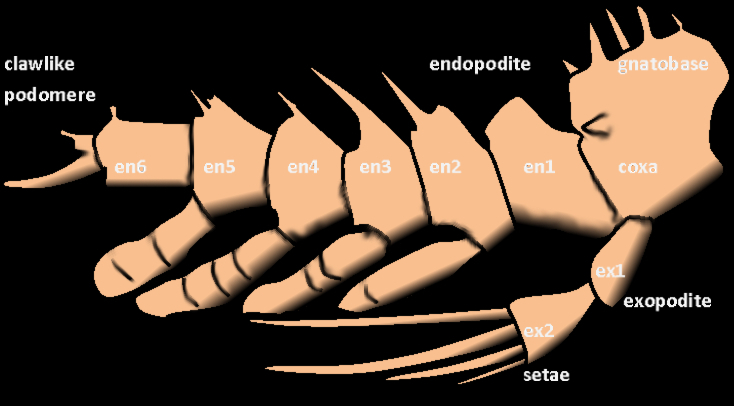 clawlike
podomere
endopodite
gnatobase
en6
en5
en4
en3
en2
en1
coxa
ex1
exopodite
ex2
setae